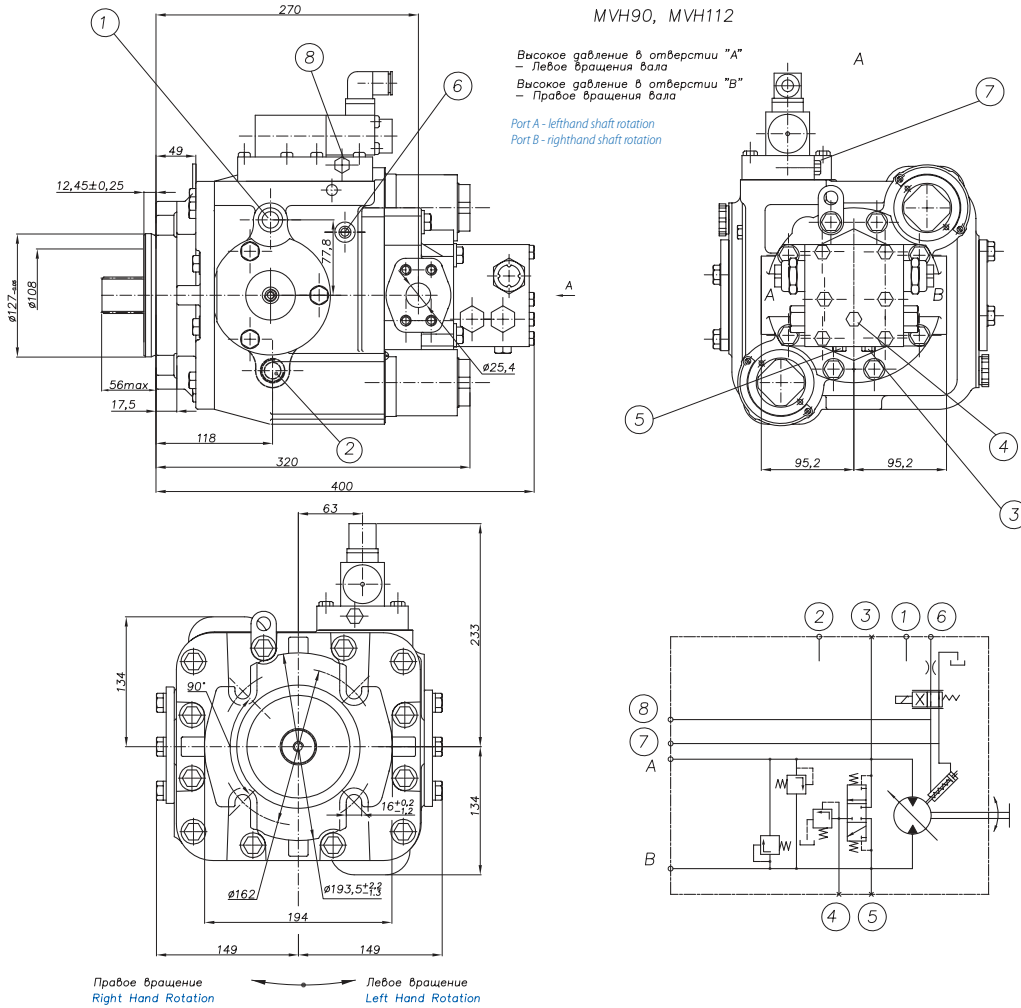 MVH90, MVH112
Высокое давление в отверстии "А"
– Левое вращения вала
Высокое давление в отверстии "В"
– Правое вращения вала
Port A - lefthand shaft rotation
Port B - righthand shaft rotation
270
1
8
6
49
12,45±0,25
77,8
A
ø127
ø108
ø25,4
56max
17,5
118
2
320
400
A
7
A
B
5
4
95,2
95,2
3
63
134
233
90°
16+0,2 -1,2
134
ø162
ø193,5+2,2 -1,3
194
149
149
Правое вращение
Right Hand Rotation
Левое вращение
Left Hand Rotation
2
3
1
6
8
7
A
B
4
5